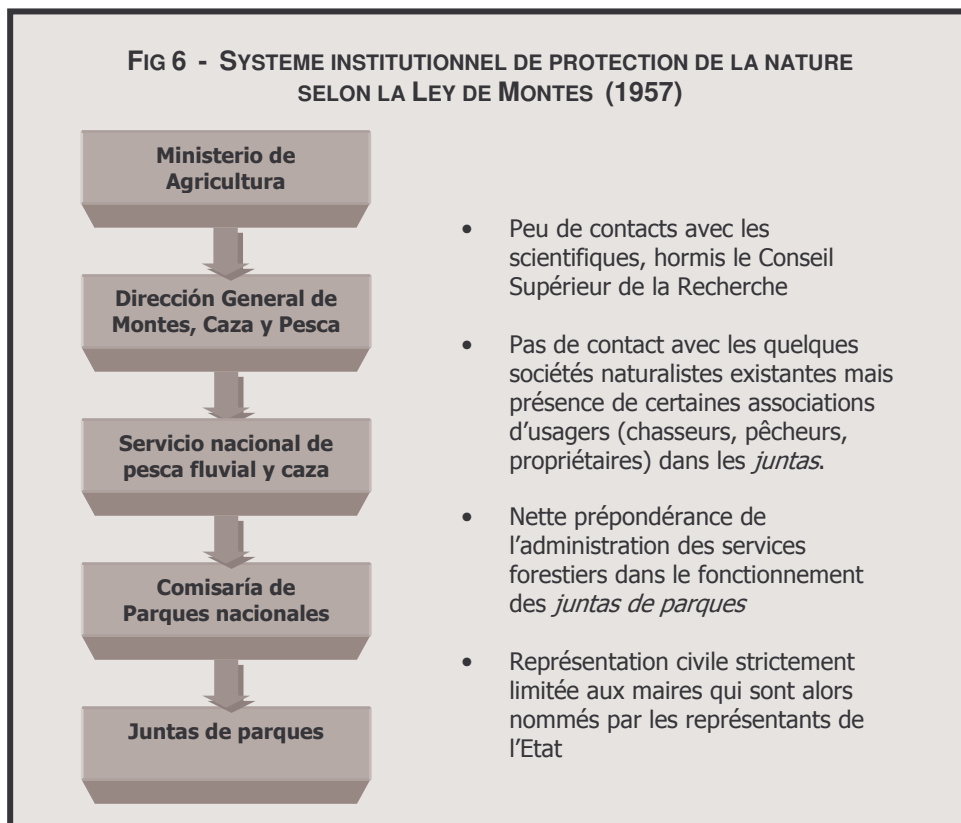 FIG 6 - SYSTEME INSTITUTIONNEL DE PROTECTION DE LA NATURE
SELON LA LEY DE MONTES (1957)
Ministerio de
Agricultura
Dirección General de
Montes, Caza y Pesca
Servicio nacional de
pesca fluvial y caza
Comisaría de
Parques nacionales
Juntas de parques
• Peu de contacts avec les
scientifiques, hormis le Conseil
Supérieur de la Recherche
• Pas de contact avec les quelques
sociétés naturalistes existantes mais
présence de certaines associations
d'usagers (chasseurs, pêcheurs,
propriétaires) dans les juntas.
• Nette prépondérance de
l'administration des services
forestiers dans le fonctionnement
des juntas de parques
• Représentation civile strictement
limitée aux maires qui sont alors
nommés par les représentants de
l'Etat